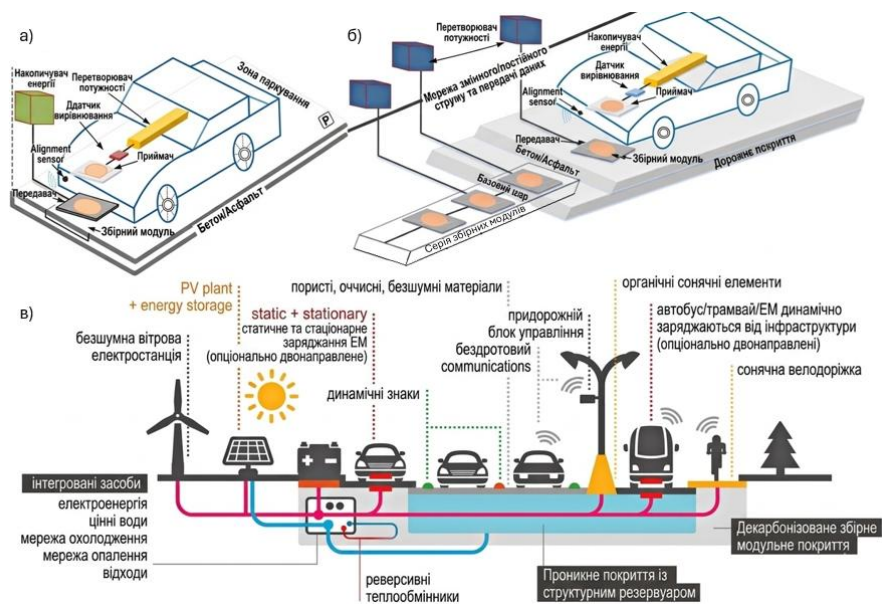 а)
Накопичувач
енергії
Перетворювач
потужності
Ддатчик
вирівнювання
Alignment
sensor
Передавач
Приймач
Збірний модуль
Зона паркування
P
Бетон/Асфальт
б)
Перетворювач
потужності
Мережа змінного/постійного
струму та передачі даних
Накопичувач
енергії
Датчик
вирівнювання
Alignment
sensor
Приймач
Передавач
Збірний модуль
Бетон/Асфальт
Дорожнє покриття
Базовий шар
Серія збірних модулів
в)
PV plant
+ energy storage
безшумна вітрова
електростанція
static + stationary
статичне та стаціонарне
заряджання ЕМ
(опціонально двонаправлене)
пористі, оччисні, безшумні матеріали
динамічні знаки
придорожній
блок управління
бездротовий
communications
органічні сонячні елементи
автобус/трамвай/ЕМ динамічно
заряджаються від інфраструктури
(опціонально двонаправлені)
сонячна велодоріжка
інтегровані засоби
електроенергія
цінні води
мережа охолодження
мережа опалення
відходи
реверсивні
теплообмінники
Проникне покриття із
структурним резервуаром
Декарбонізоване збірне
модульне покриття